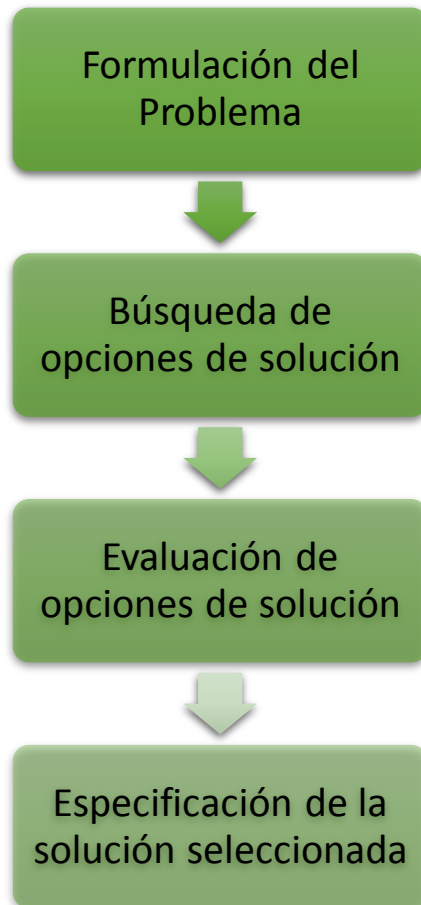 Formulación del
Problema
Búsqueda de
opciones de solución
Evaluación de
opciones de solución
Especificación de la
solución seleccionada